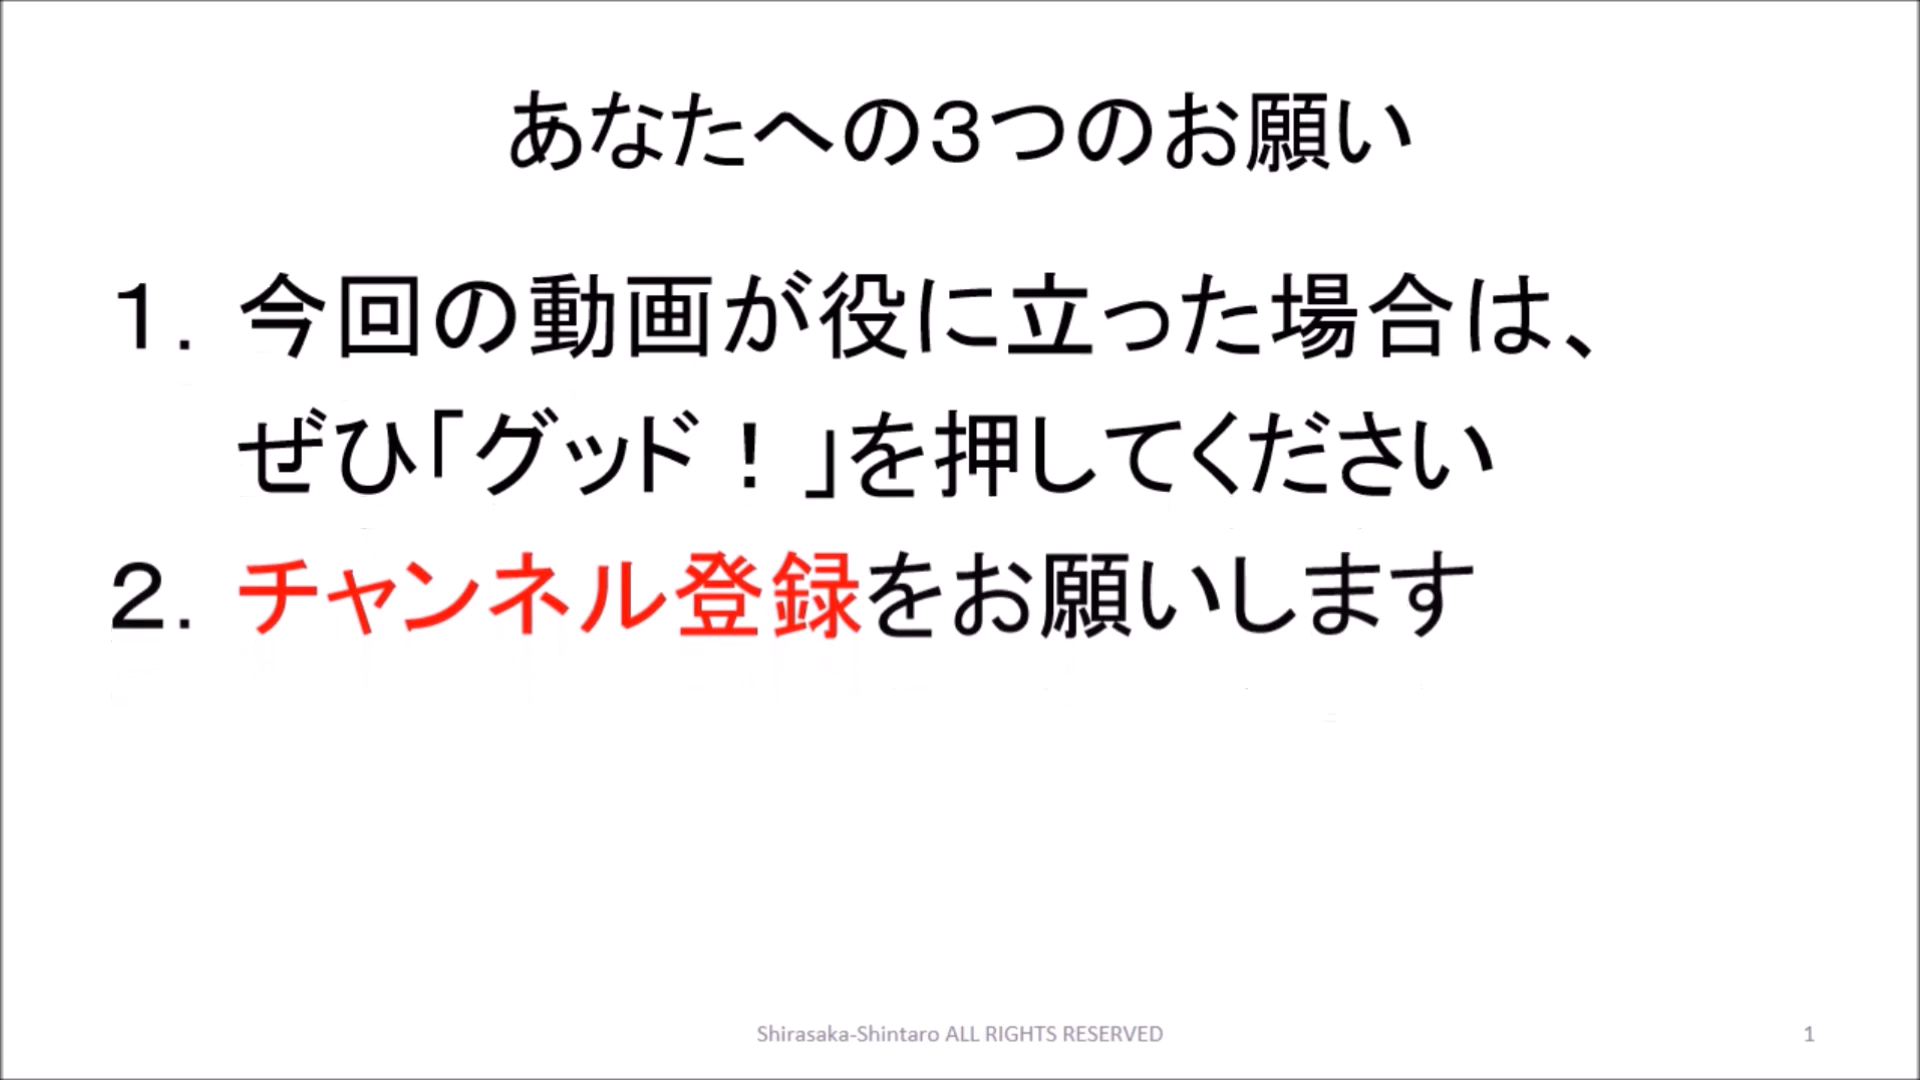 あなたへの３つのお願い
１．今回の動画が役に立った場合は、
ぜひ「グッド！」を押してください
２．チャンネル登録をお願いします
Shirasaka-Shintaro ALL RIGHTS RESERVED
1